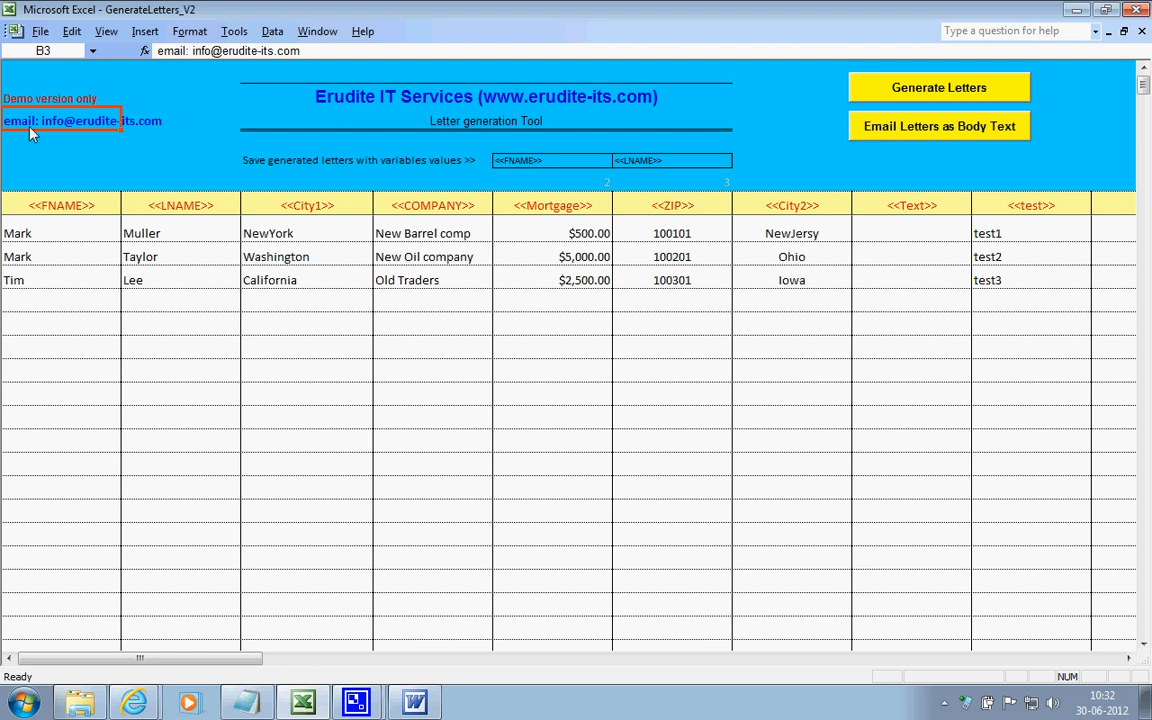 Microsoft Excel - GenerateLetters_V2
File Edit View Insert Format Tools Data Window Help Type a question for help
B3 fx email: info@erudite-its.com
Demo version only
email: info@erudite-its.com
Erudite IT Services (www.erudite-its.com)
Letter generation Tool
Generate Letters
Email Letters as Body Text
Save generated letters with variables values >> <<FNAME>> <<LNAME>>
2 3
<<FNAME>> <<LNAME>> <<City1>> <<COMPANY>> <<Mortgage>> <<ZIP>> <<City2>> <<Text>> <<test>>
Mark Muller NewYork New Barrel comp $500.00 100101 NewJersy test1
Mark Taylor Washington New Oil company $5,000.00 100201 Ohio test2
Tim Lee California Old Traders $2,500.00 100301 Iowa test3
Ready NUM
10:32
30-06-2012